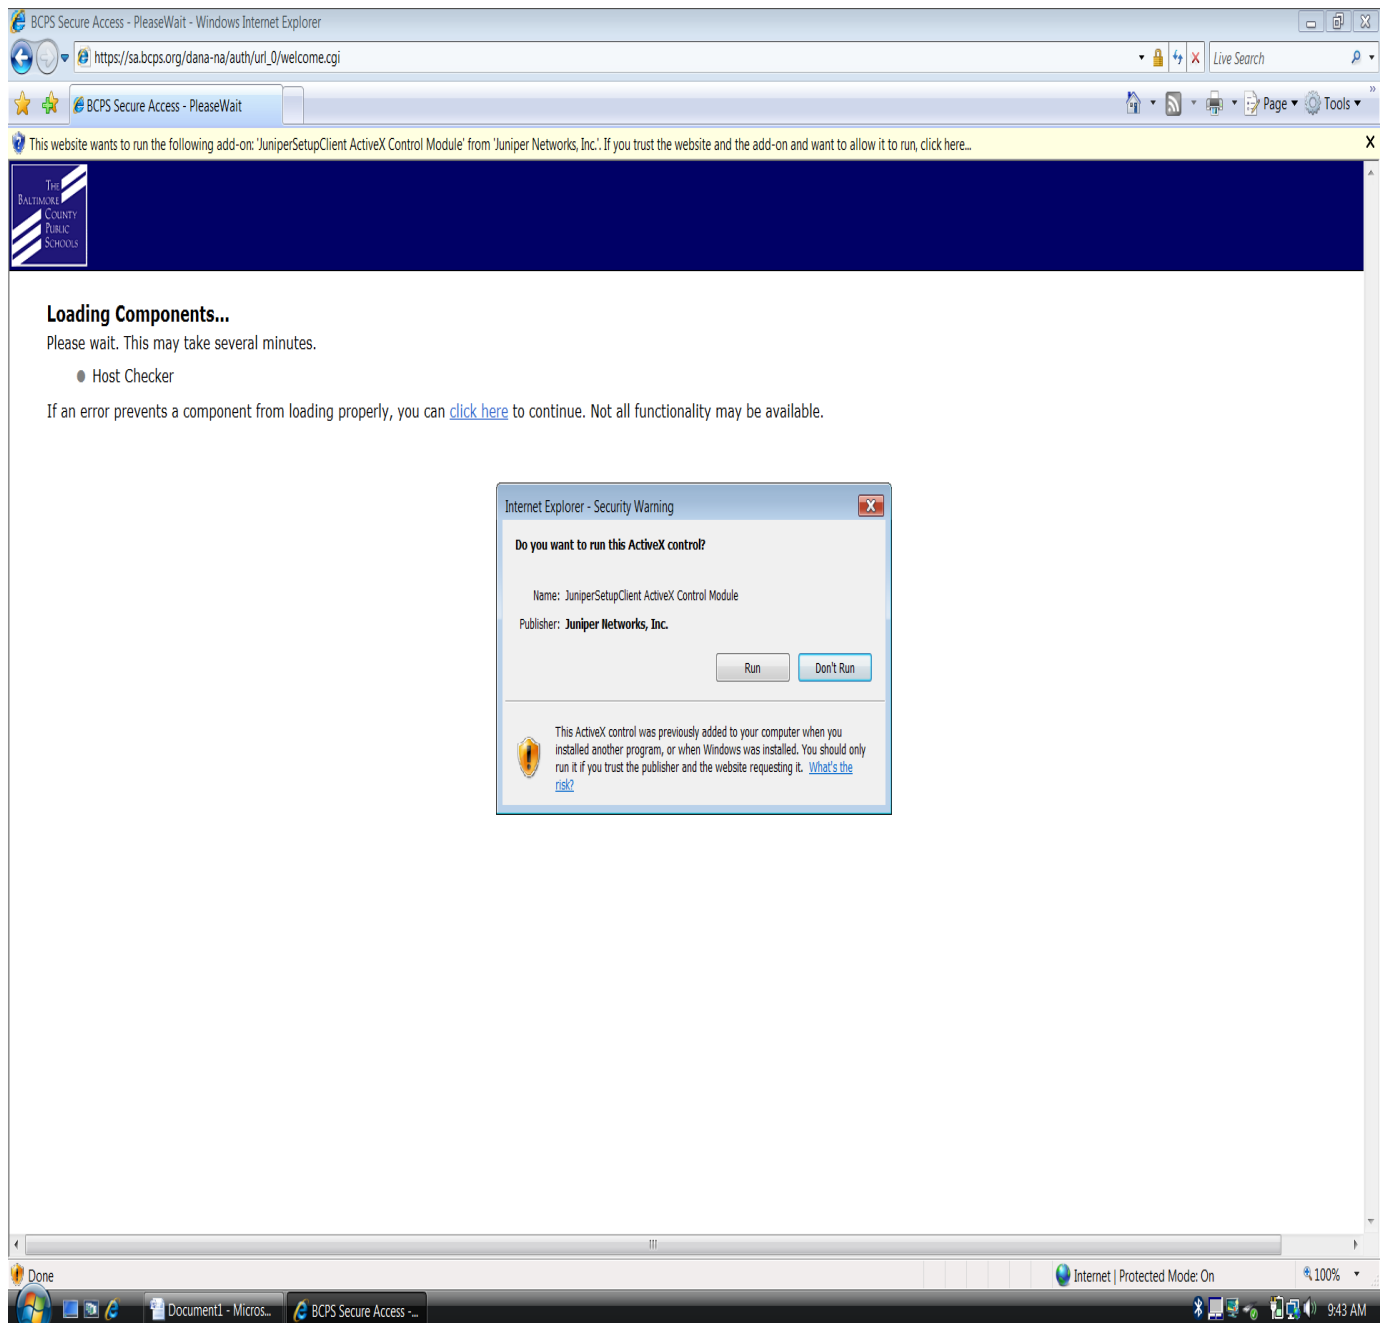 BCPS Secure Access - PleaseWait - Windows Internet Explorer
https://sa.bcps.org/dana-na/auth/url_0/welcome.cgi
Live Search
BCPS Secure Access - PleaseWait
Page
Tools
This website wants to run the following add-on: 'JuniperSetupClient ActiveX Control Module' from 'Juniper Networks, Inc.'. If you trust the website and the add-on and want to allow it to run, click here...
THE
BALTIMORE
COUNTY
PUBLIC
SCHOOLS
Loading Components...
Please wait. This may take several minutes.
Host Checker
If an error prevents a component from loading properly, you can click here to continue. Not all functionality may be available.
Internet Explorer - Security Warning
Do you want to run this ActiveX control?
Name: JuniperSetupClient ActiveX Control Module
Publisher: Juniper Networks, Inc.
Run
Don't Run
This ActiveX control was previously added to your computer when you
installed another program, or when Windows was installed. You should only
run it if you trust the publisher and the website requesting it. What's the
risk?
Done
Internet | Protected Mode: On
100%
Document1 - Micros...
BCPS Secure Access -...
9:43 AM